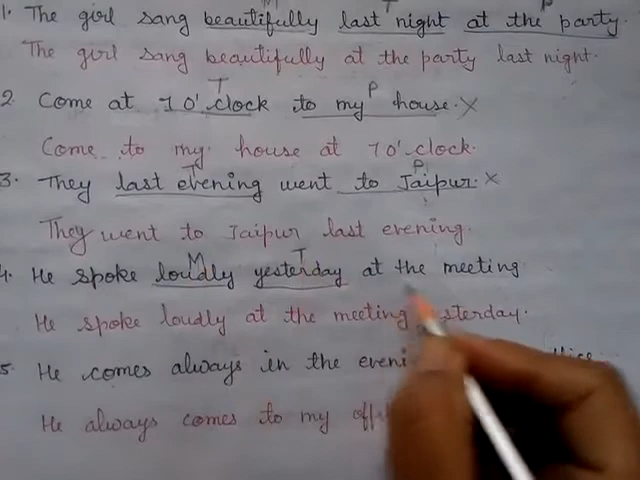 M T P
1. The girl sang beautifully last night at the party.
The girl sang beautifully at the party last night.
T P
2. Come at 7 O'clock to my house. X
Come to my house at 7 O'clock.
T P
3. They last evening went to Jaipur. X
They went to Jaipur last evening.
M T
4. He spoke loudly yesterday at the meeting
He spoke loudly at the meeting sterday.
5. He comes always in the eveni
He always comes to my off